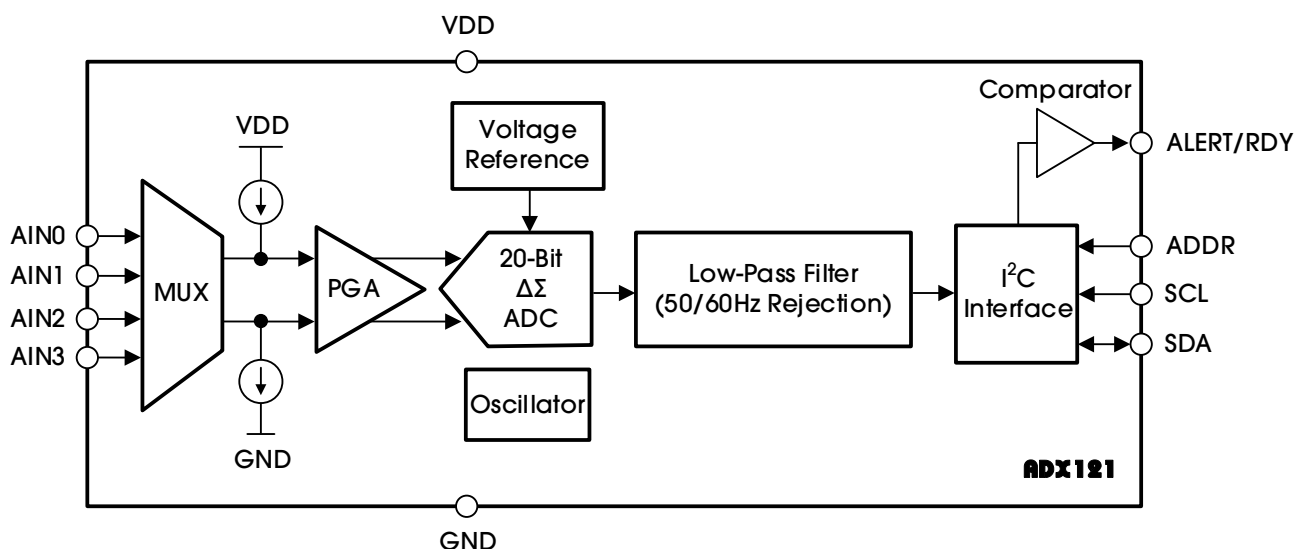 VDD
Comparator
ALERT/RDY
VDD
Voltage
Reference
AIN0
AIN1
AIN2
AIN3
MUX
PGA
20-Bit
ΔΣ
ADC
Low-Pass Filter
(50/60Hz Rejection)
I²C
Interface
ADDR
SCL
SDA
Oscillator
GND
ADX121
GND